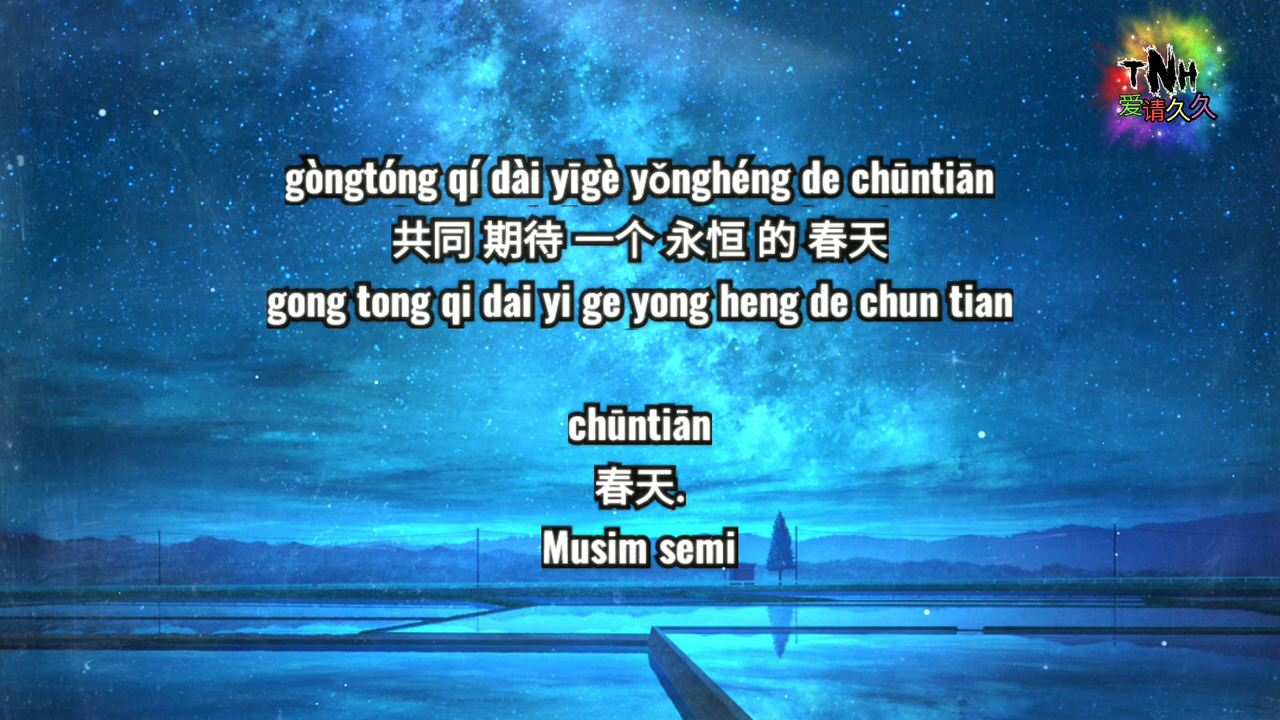 TNH
爱请久久
gòngtóng qí dài yīgè yǒnghéng de chūntiān
共同 期待 一个 永恒 的 春天
gong tong qi dai yi ge yong heng de chun tian
chūntiān
春天.
Musim semi